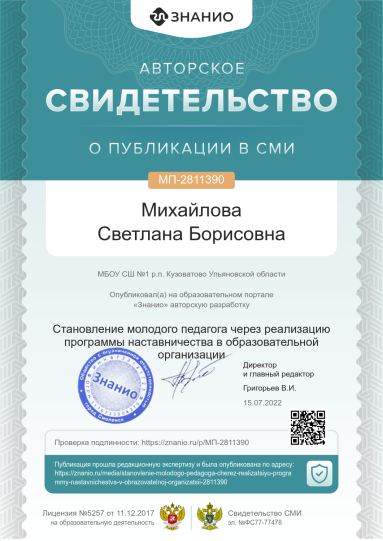 ЗНАНИО
АВТОРСКОЕ
СВИДЕТЕЛЬСТВО
О ПУБЛИКАЦИИ В СМИ
МП-2811390
Михайлова
Светлана Борисовна
МБОУ СШ №1 р.п. Кузоватово Ульяновской области
Опубликовал(а) на образовательном портале
«Знанио» авторскую разработку
Становление молодого педагога через реализацию
программы наставничества в образовательной
организации
Знанио
город Смоленск
Директор
и главный редактор
Григорьев В.И.
15.07.2022
Проверка подлинности: https://znanio.ru/p/МП-2811390
Публикация прошла редакционную экспертизу и была опубликована по адресу:
https://znanio.ru/media/stanovlenie-molodogo-pedagoga-cherez-realizatsiyu-progra
mmy-nastavnichestva-v-obrazovatelnoj-organizatsii-2811390
Лицензия №5257 от 11.12.2017
на образовательную деятельность
Свидетельство СМИ
эл. №ФС77-77478